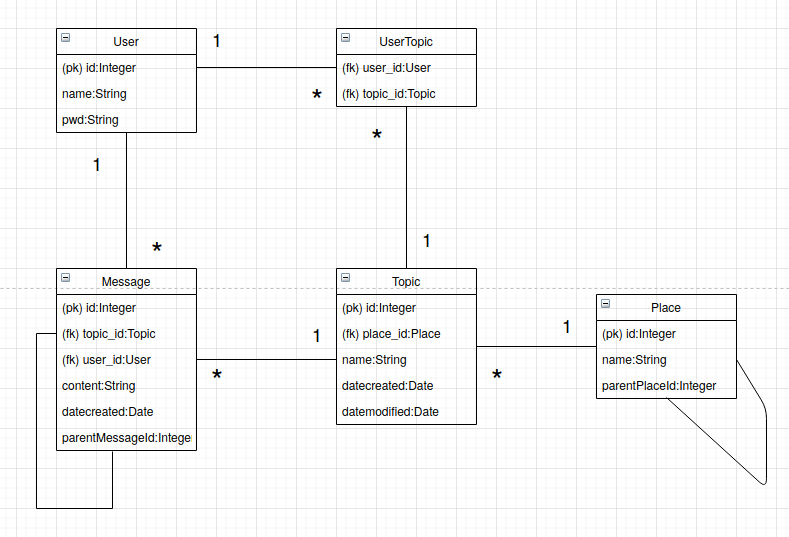 User
(pk) id:Integer
name:String
pwd:String
1
*
UserTopic
(fk) user_id:User
(fk) topic_id:Topic
1
*
*
1
Message
(pk) id:Integer
(fk) topic_id:Topic
(fk) user_id:User
content:String
datecreated:Date
parentMessageId:Intege
1
*
Topic
(pk) id:Integer
(fk) place_id:Place
name:String
datecreated:Date
datemodified:Date
1
*
Place
(pk) id:Integer
name:String
parentPlaceId:Integer